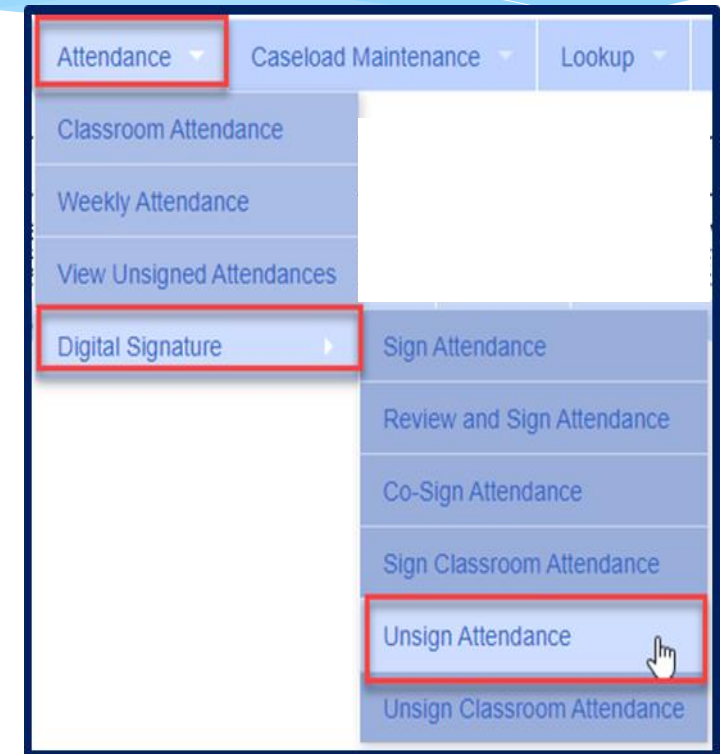 Attendance Caseload Maintenance Lookup
Classroom Attendance
Weekly Attendance
View Unsigned Attendances
Digital Signature
Sign Attendance
Review and Sign Attendance
Co-Sign Attendance
Sign Classroom Attendance
Unsign Attendance
Unsign Classroom Attendance